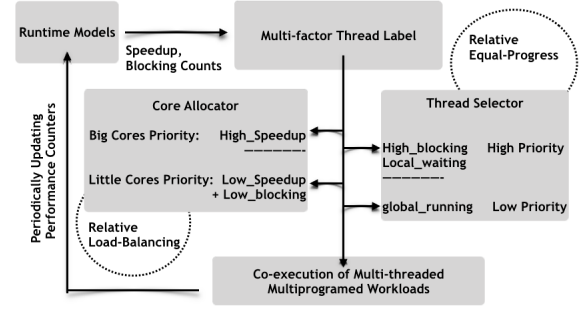 Runtime Models
Speedup,
Blocking Counts
Multi-factor Thread Label
Relative
Equal-Progress
Core Allocator
Big Cores Priority: High_Speedup
Little Cores Priority: Low_Speedup
+ Low_blocking
Relative
Load-Balancing
Thread Selector
High_blocking High Priority
Local_waiting
global_running Low Priority
Periodically Updating
Performance Counters
Co-execution of Multi-threaded
Multiprogramed Workloads